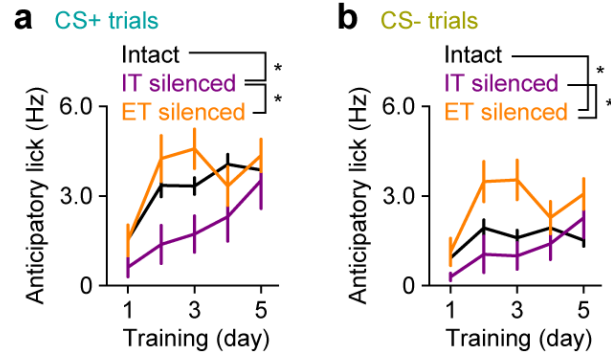 a CS+ trials
Intact
*
IT silenced
*
ET silenced
Anticipatory lick (Hz)
6.0
3.0
0
1 3 5
Training (day)
b CS- trials
Intact
*
IT silenced
*
ET silenced
Anticipatory lick (Hz)
6.0
3.0
0
1 3 5
Training (day)